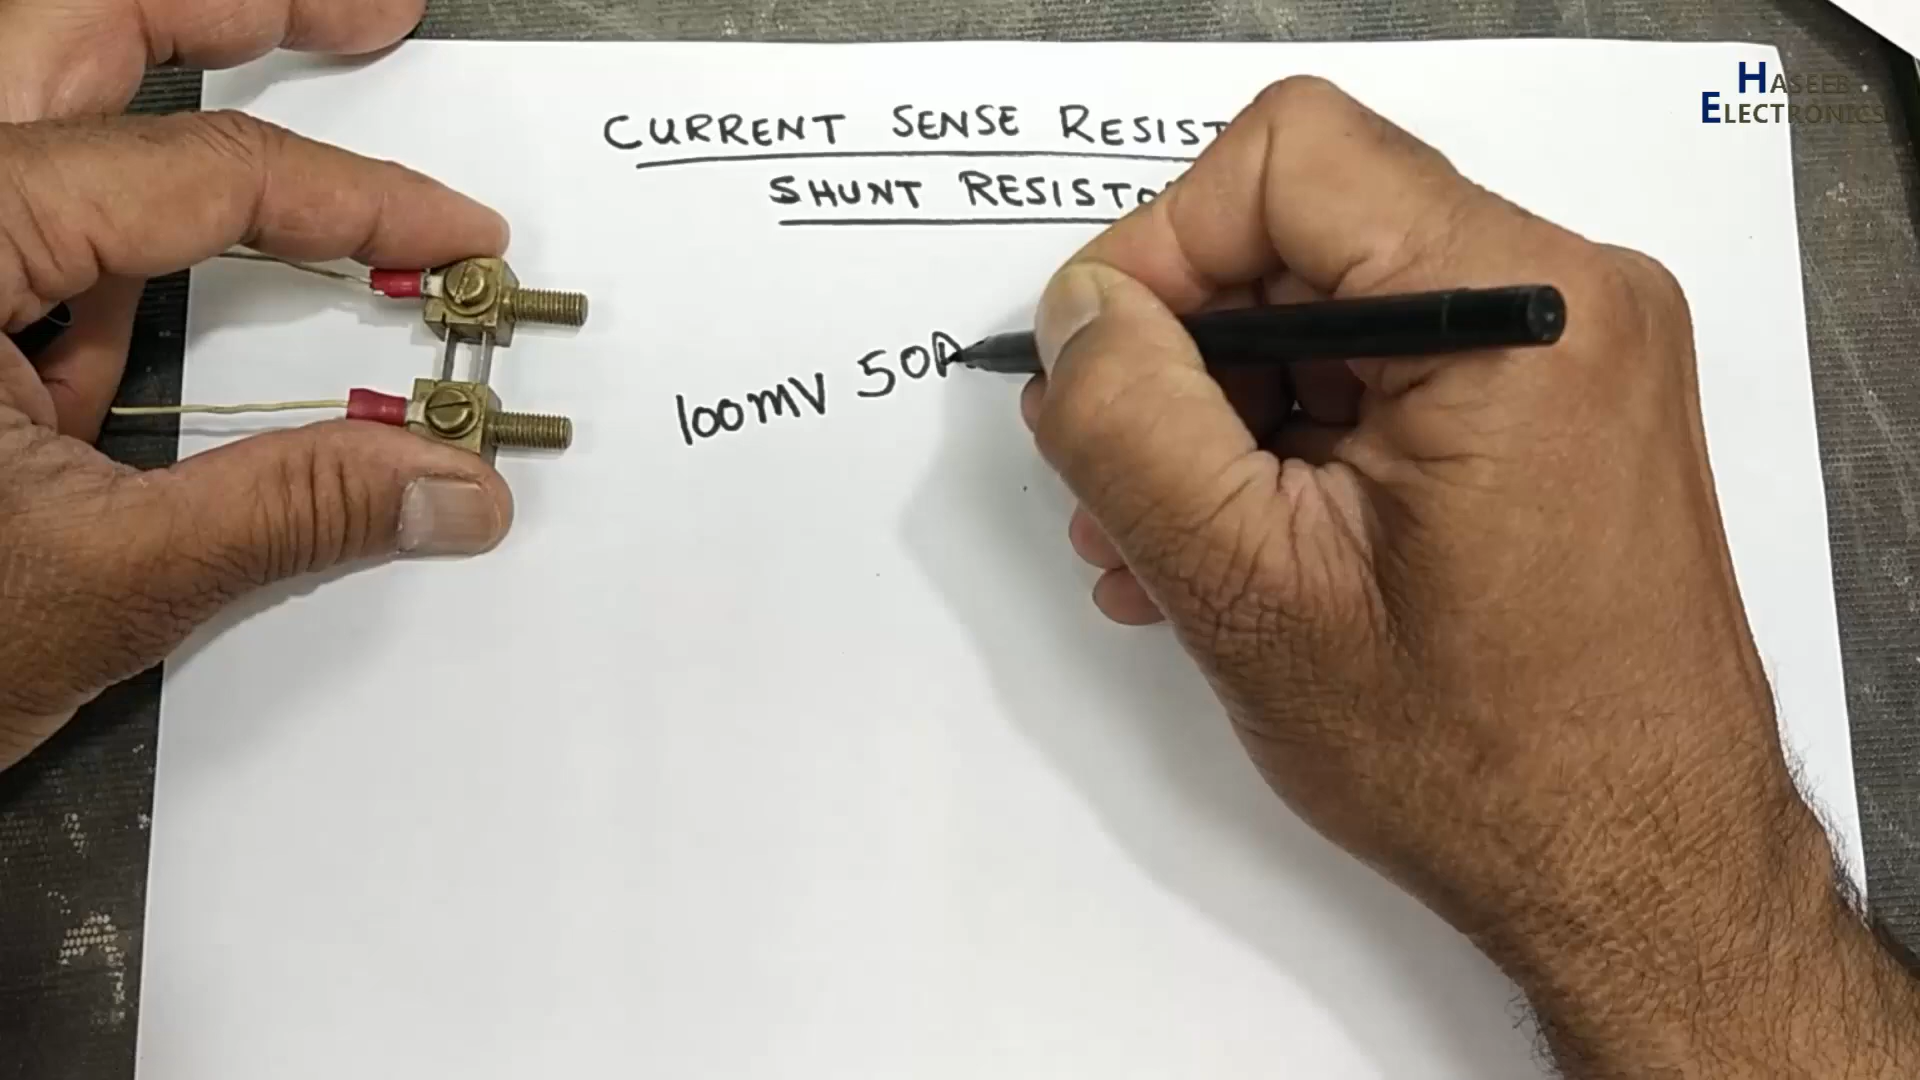 HASEEB
ELECTRONICS
CURRENT SENSE RESIST
SHUNT RESISTO
100mV 50A